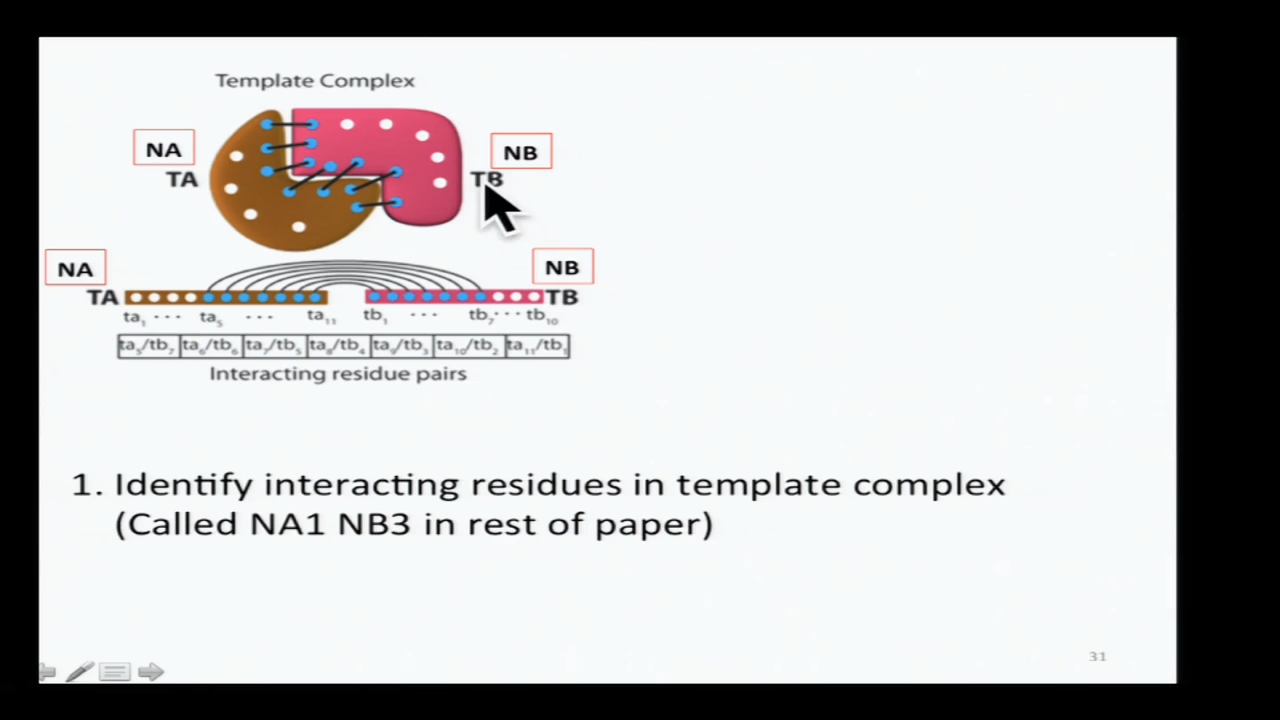 Template Complex
NA
TA
NB
TB
NA
NB
TA
TB
ta₁ ··· ta₅ ··· ta₁₁ tb₁ ··· tb₇ ··· tb₁₀
ta₅/tb₇ ta₆/tb₆ ta₇/tb₅ ta₈/tb₄ ta₉/tb₃ ta₁₀/tb₂ ta₁₁/tb₁
Interacting residue pairs
1. Identify interacting residues in template complex
(Called NA1 NB3 in rest of paper)
31